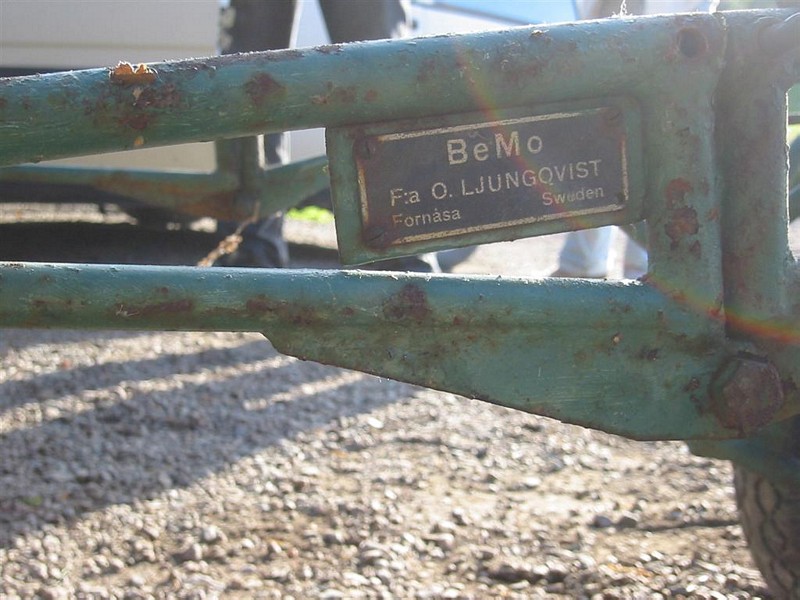 BeMo
F:a O. LJUNGQVIST
Fornåsa Sweden